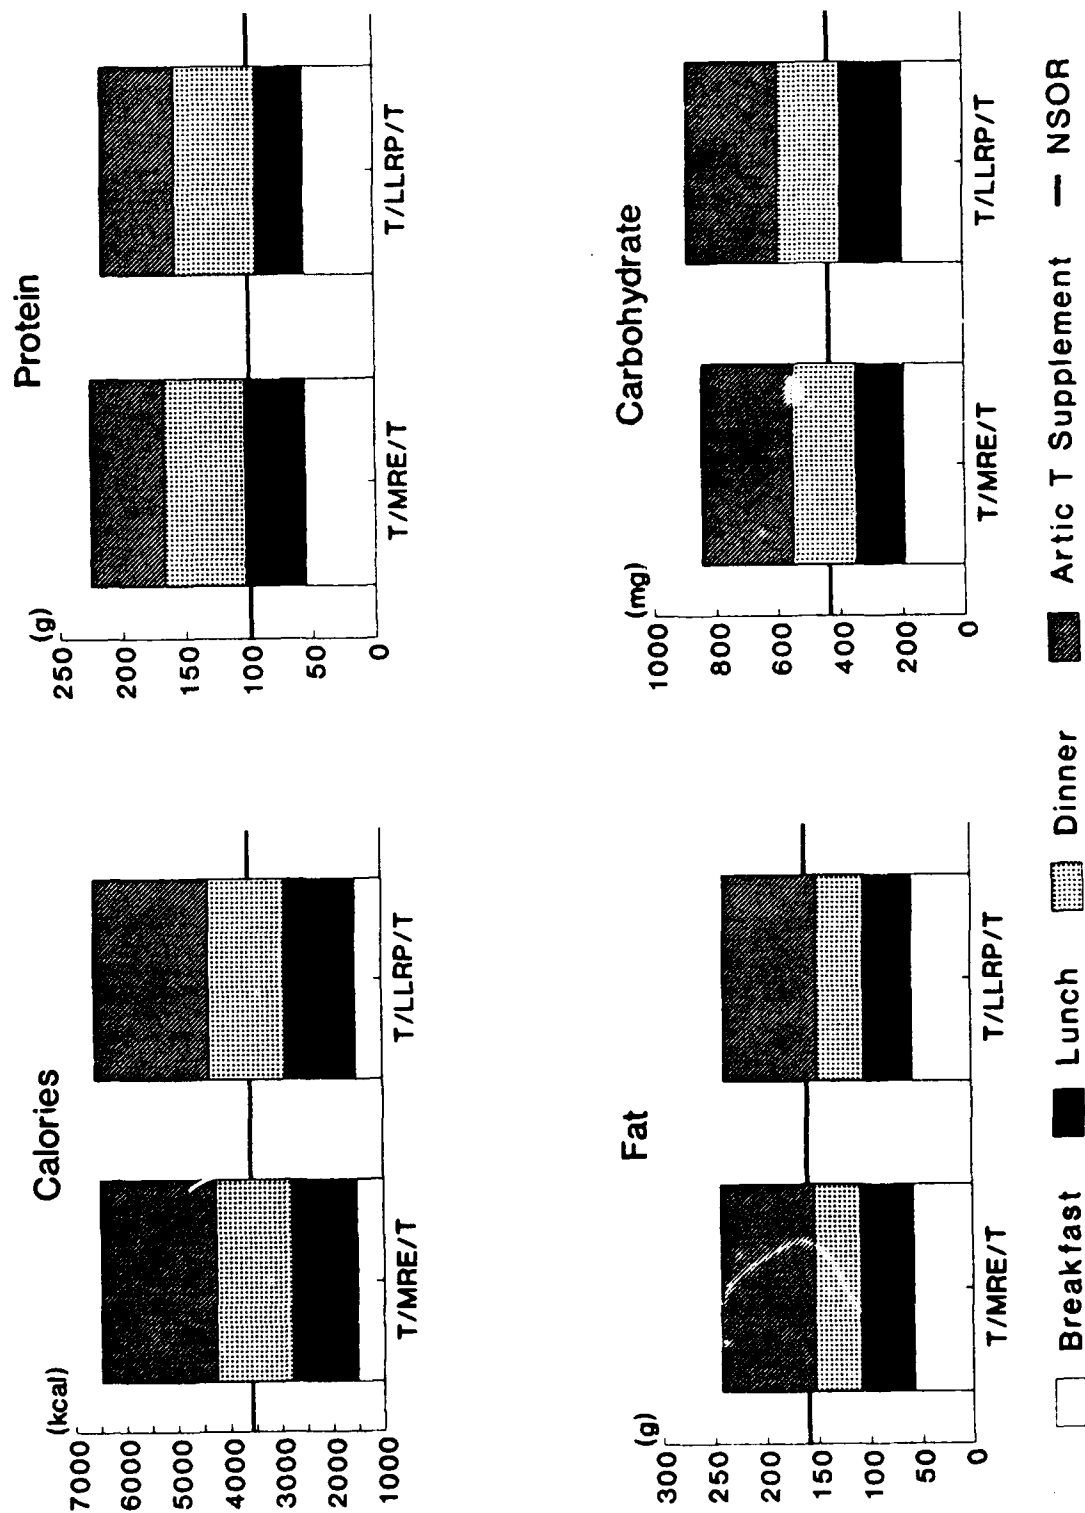 Calories
(kcal)
7000
6000
5000
4000
3000
2000
1000
T/MRE/T
T/LLRP/T
Protein
(g)
250
200
150
100
50
0
T/MRE/T
T/LLRP/T
Fat
(g)
300
250
200
150
100
50
0
T/MRE/T
T/LLRP/T
Carbohydrate
(mg)
1000
800
600
400
200
0
T/MRE/T
T/LLRP/T
Breakfast Lunch Dinner Artic T Supplement NSOR